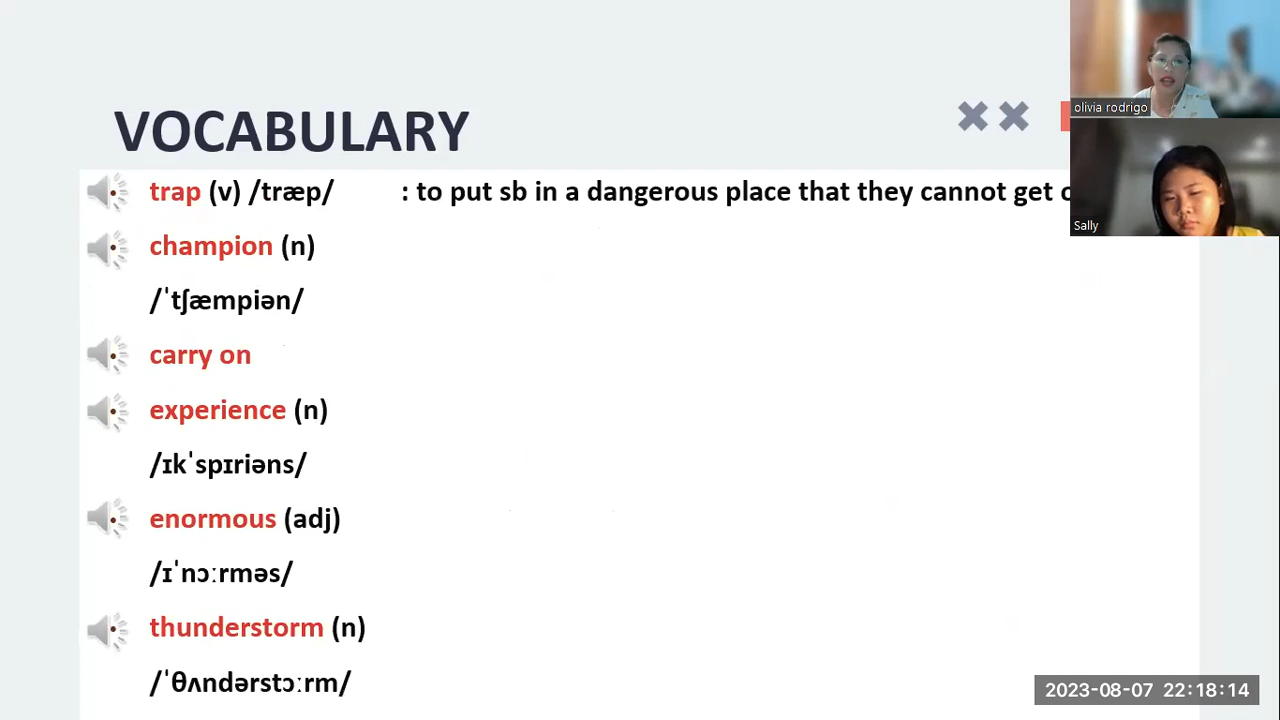 VOCABULARY
olivia rodrigo
trap (v) /træp/ : to put sb in a dangerous place that they cannot get
Sally
champion (n)
/ˈtʃæmpiən/
carry on
experience (n)
/ɪkˈspɪriəns/
enormous (adj)
/ɪˈnɔːrməs/
thunderstorm (n)
/ˈθʌndərstɔːrm/
2023-08-07 22:18:14